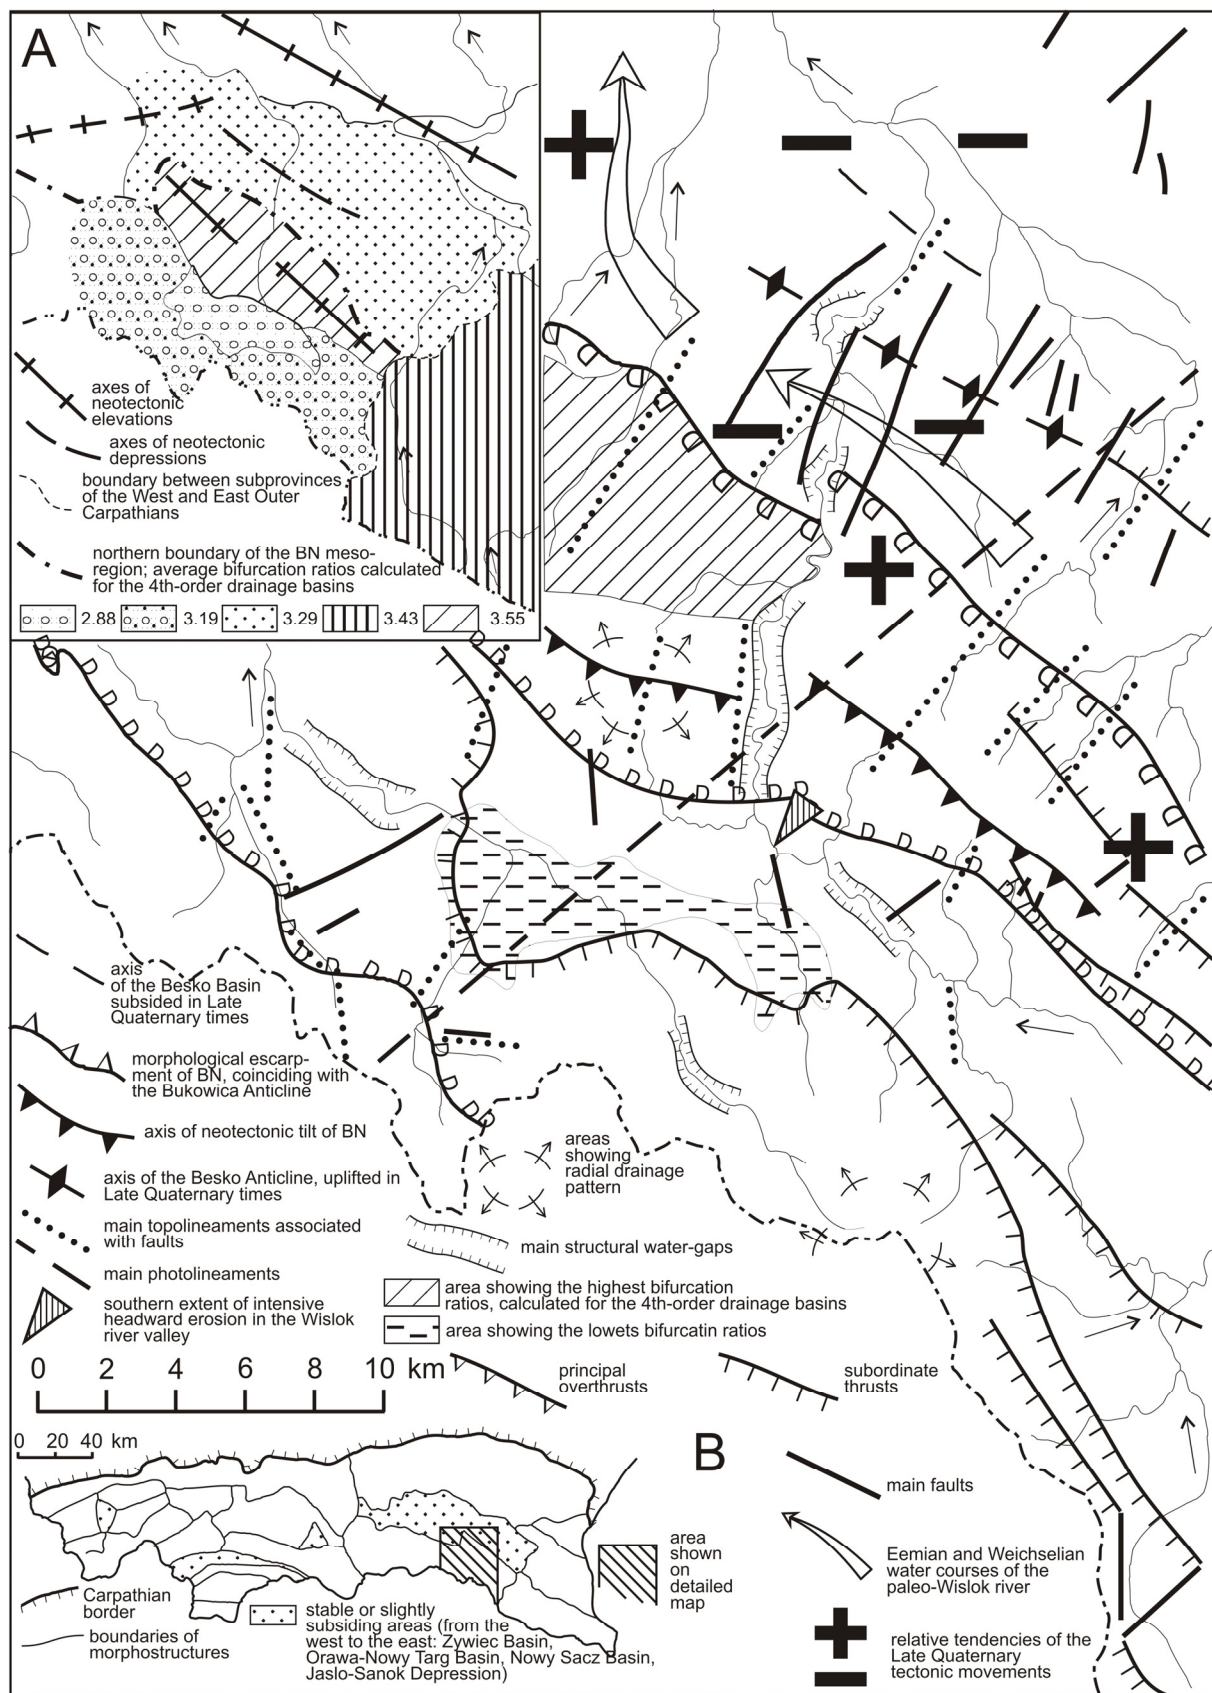 A
axes of
neotectonic
elevations
axes of neotectonic
depressions
boundary between subprovinces
of the West and East Outer
Carpathians
northern boundary of the BN meso-
region; average bifurcation ratios calculated
for the 4th-order drainage basins
2.88 3.19 3.29 3.43 3.55
axis
of the Besko Basin
subsided in Late
Quaternary times
morphological escarp-
ment of BN, coinciding with
the Bukowica Anticline
axis of neotectonic tilt of BN
axis of the Besko Anticline, uplifted in
Late Quaternary times
main topolineaments associated
with faults
main photolineaments
southern extent of intensive
headward erosion in the Wislok
river valley
areas
showing
radial drainage
pattern
main structural water-gaps
area showing the highest bifurcation
ratios, calculated for the 4th-order drainage basins
area showing the lowets bifurcatin ratios
0 2 4 6 8 10 km
principal
overthrusts
subordinate
thrusts
0 20 40 km
Carpathian
border
boundaries of
morphostructures
stable or slightly
subsiding areas (from the
west to the east: Zywiec Basin,
Orawa-Nowy Targ Basin, Nowy Sacz Basin,
Jaslo-Sanok Depression)
area
shown
on
detailed
map
B
main faults
Eemian and Weichselian
water courses of the
paleo-Wislok river
relative tendencies of the
Late Quaternary
tectonic movements